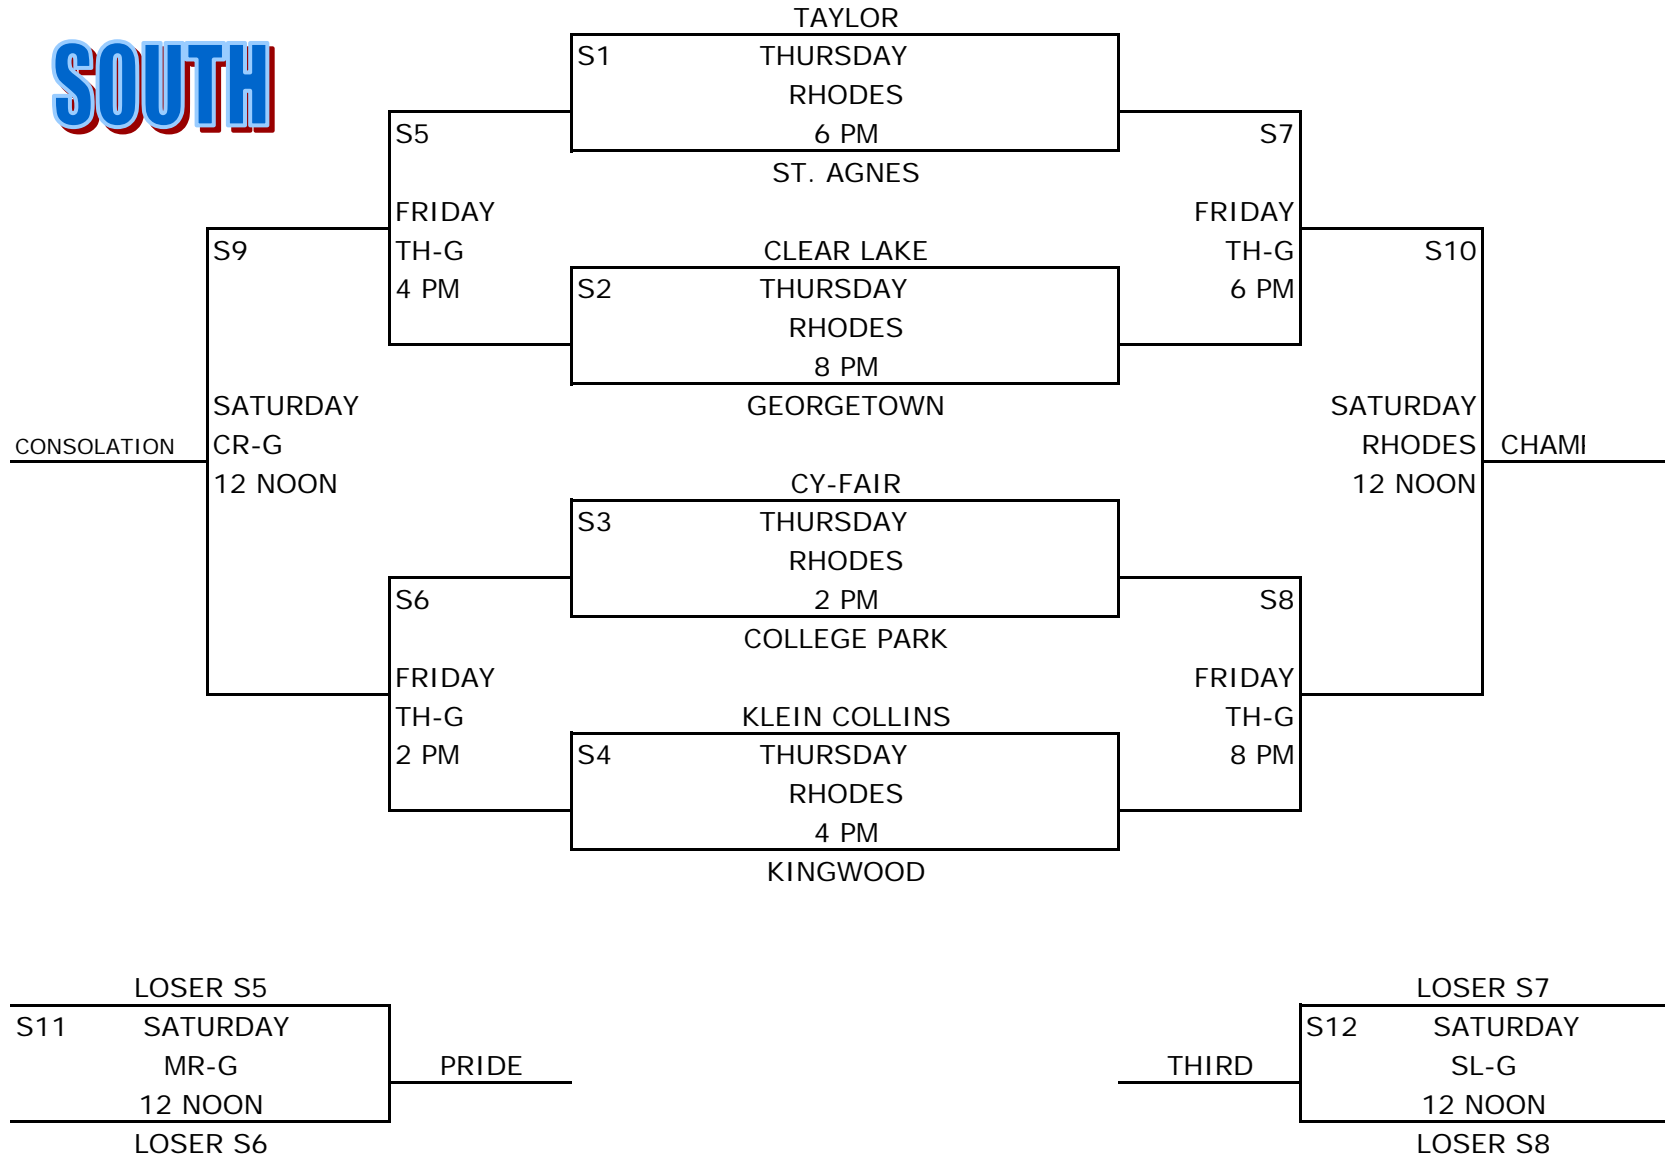 SOUTH
TAYLOR
S1 THURSDAY
RHODES
6 PM
ST. AGNES
S5
FRIDAY
TH-G
4 PM
S7
FRIDAY
TH-G
6 PM
CLEAR LAKE
S2 THURSDAY
RHODES
8 PM
GEORGETOWN
S9
SATURDAY
CR-G
12 NOON
CONSOLATION
S10
SATURDAY
RHODES
12 NOON
CHAMP
CY-FAIR
S3 THURSDAY
RHODES
2 PM
COLLEGE PARK
S6
FRIDAY
TH-G
2 PM
S8
FRIDAY
TH-G
8 PM
KLEIN COLLINS
S4 THURSDAY
RHODES
4 PM
KINGWOOD
LOSER S5
S11 SATURDAY
MR-G
12 NOON
LOSER S6
PRIDE
THIRD
LOSER S7
S12 SATURDAY
SL-G
12 NOON
LOSER S8